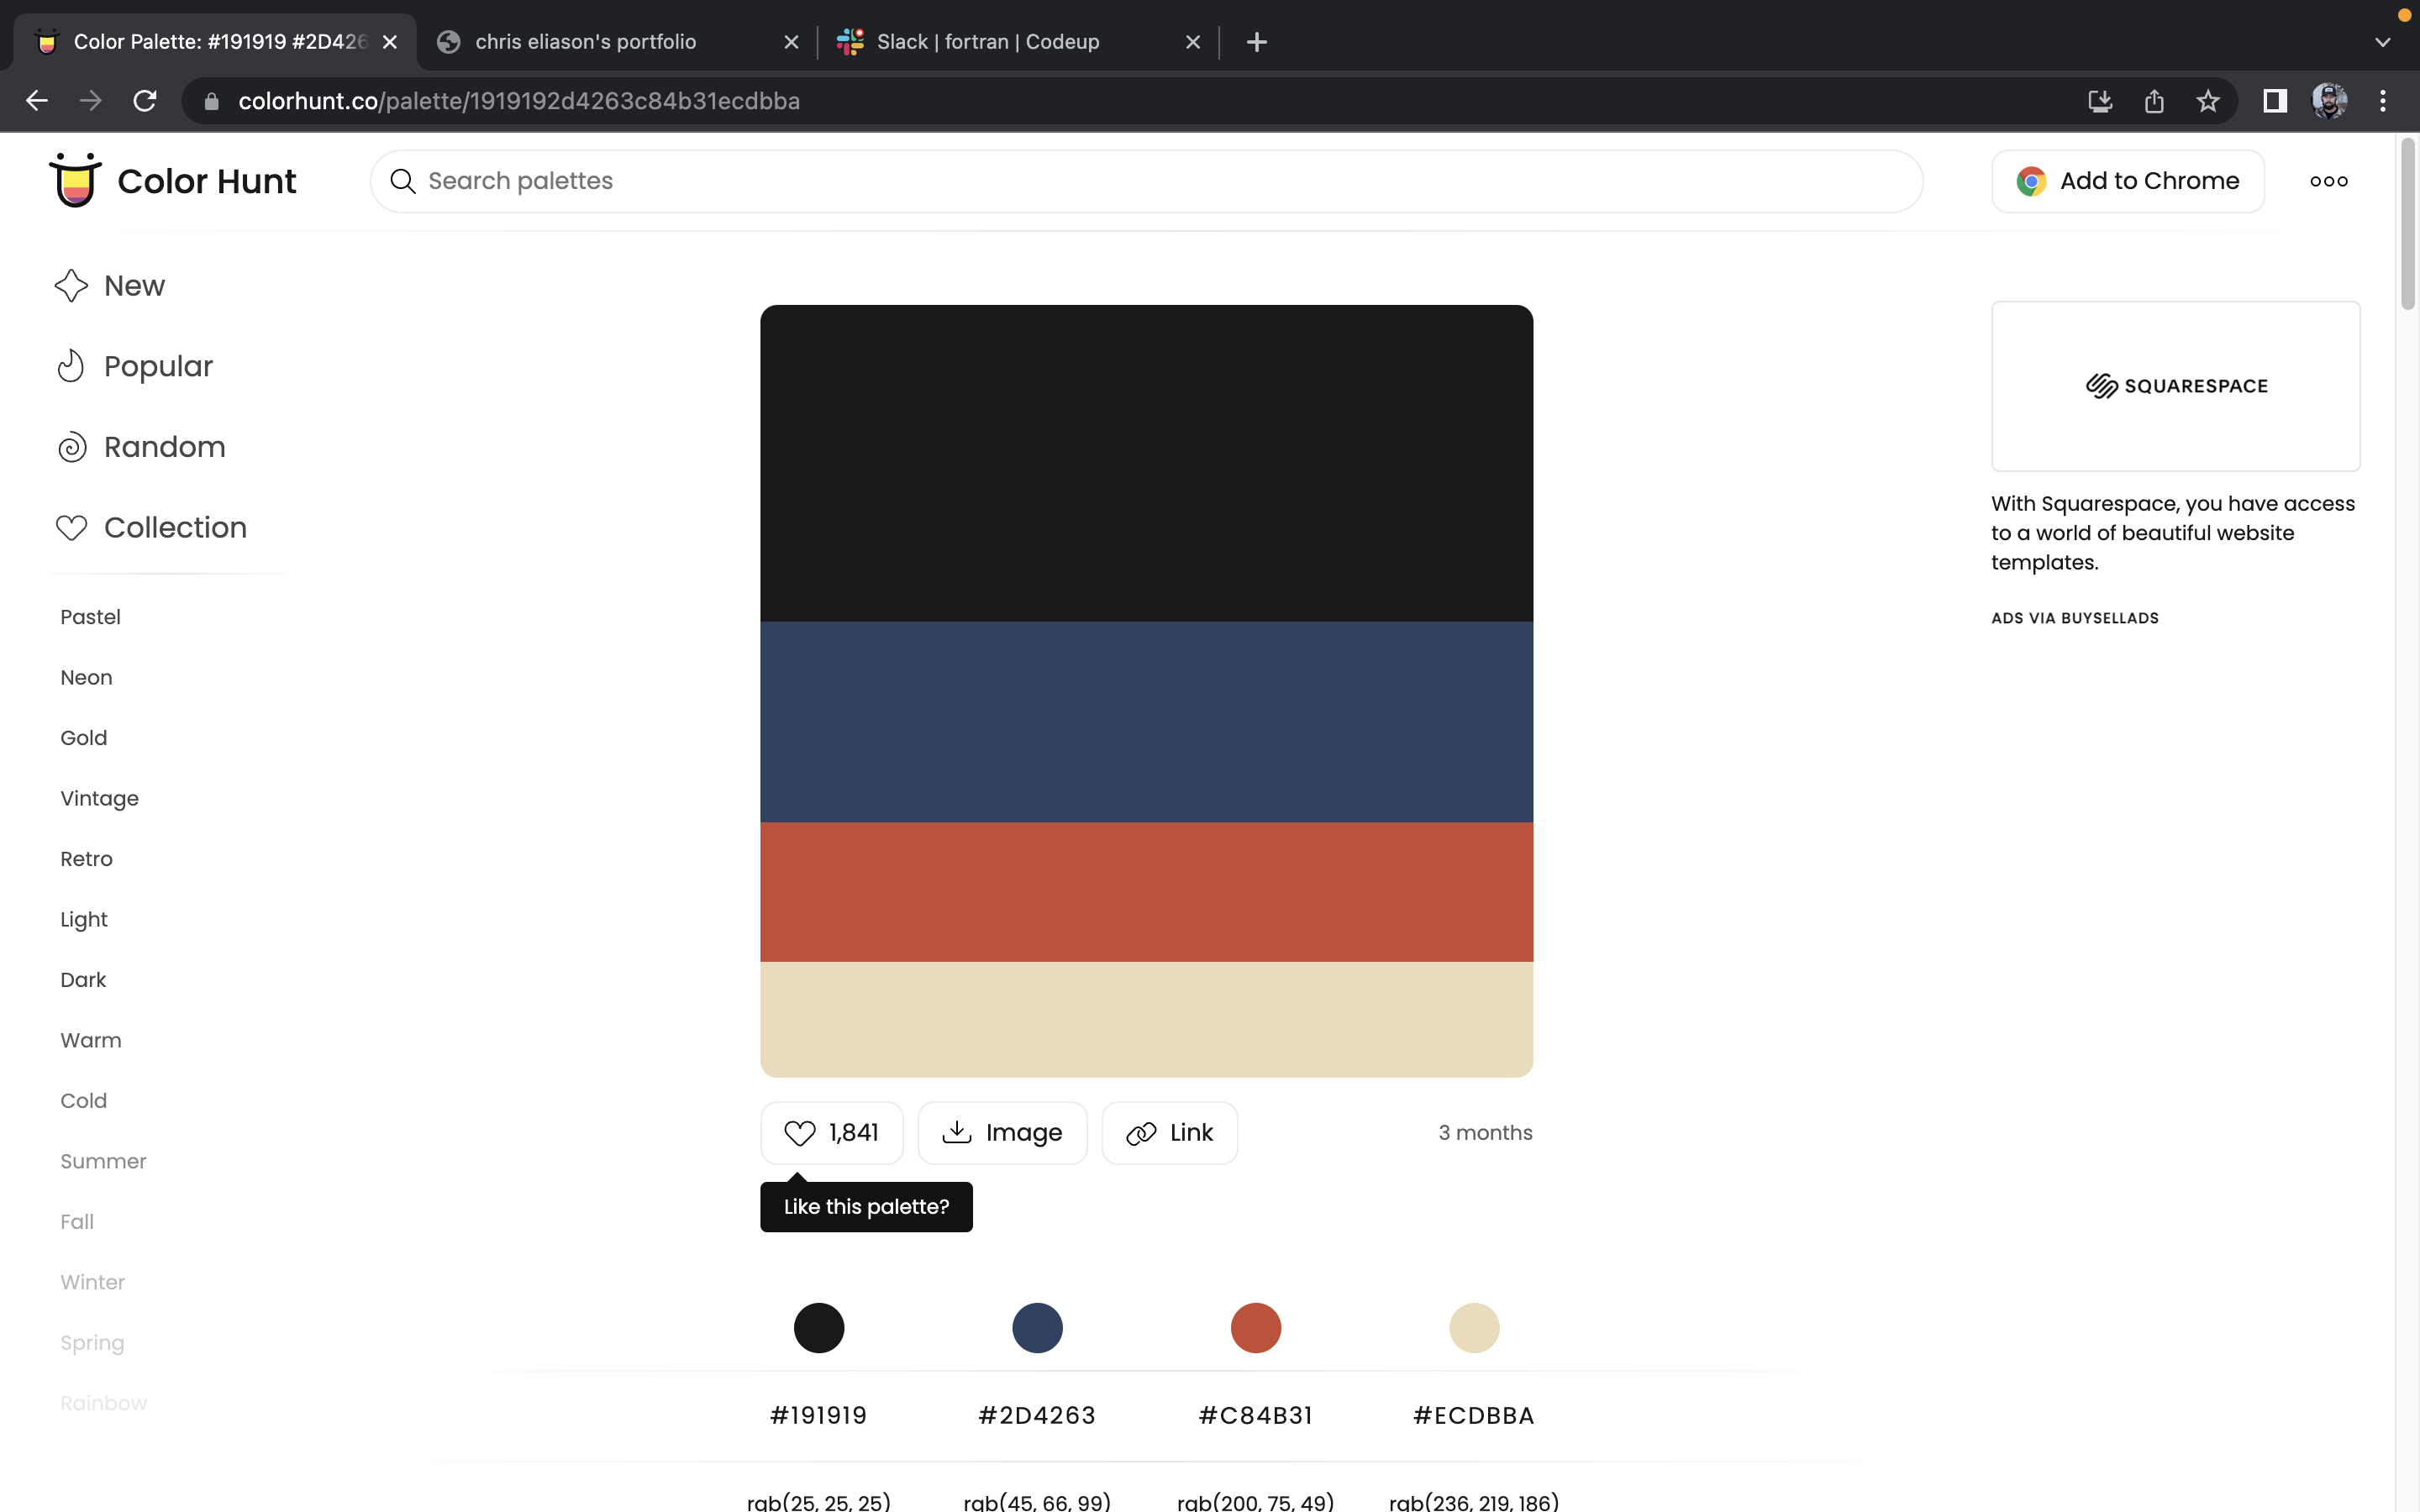 Color Palette: #191919 #2D426
chris eliason's portfolio
Slack | fortran | Codeup
colorhunt.co/palette/1919192d4263c84b31ecdbba
Color Hunt
Search palettes
Add to Chrome
New
Popular
Random
Collection
Pastel
Neon
Gold
Vintage
Retro
Light
Dark
Warm
Cold
Summer
Fall
Winter
Spring
Rainbow
SQUARESPACE
With Squarespace, you have access
to a world of beautiful website
templates.
ADS VIA BUYSELLADS
1,841
Image
Link
3 months
Like this palette?
#191919
#2D4263
#C84B31
#ECDBBA
rgb(25, 25, 25)
rgb(45, 66, 99)
rgb(200, 75, 49)
rgb(236, 219, 186)